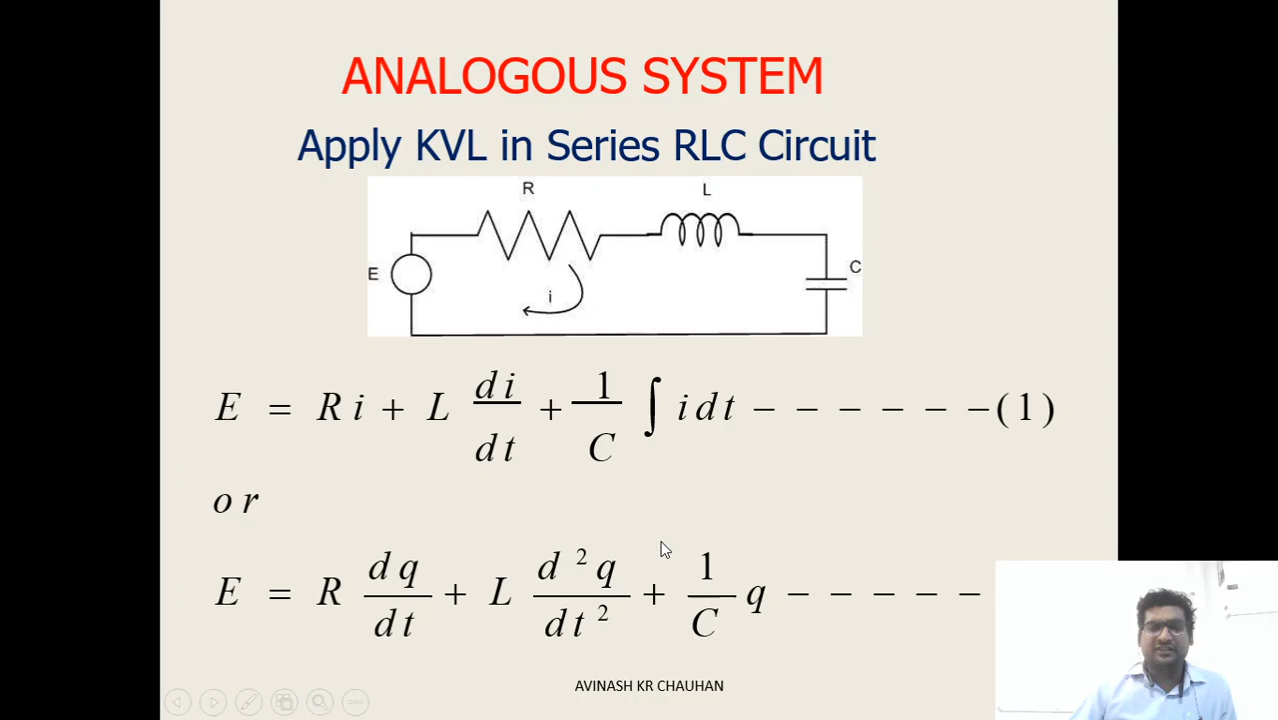 ANALOGOUS SYSTEM
Apply KVL in Series RLC Circuit
R L
E i C
E = R i + L di/dt + 1/C ∫ i dt - - - - - - (1)
or
E = R dq/dt + L d²q/dt² + 1/C q - - - - -
AVINASH KR CHAUHAN